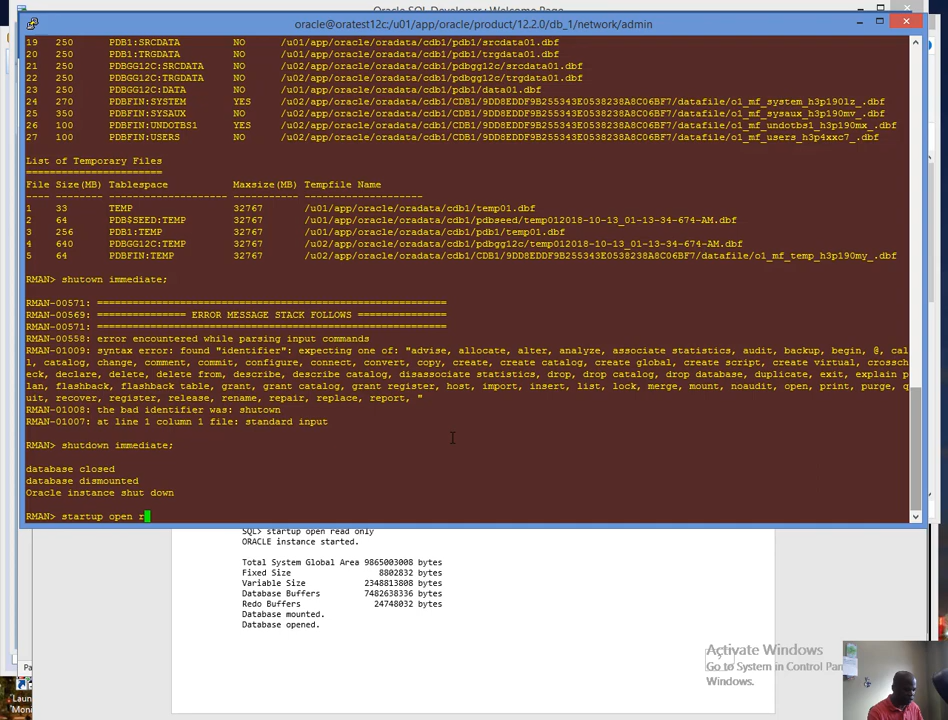 Oracle SQL Developer : Welcome Page
oracle@oratest12c:/u01/app/oracle/product/12.2.0/db_1/network/admin
19 250 PDB1:SRCDATA NO /u01/app/oracle/oradata/cdb1/pdb1/srcdata01.dbf
20 250 PDB1:TRGDATA NO /u01/app/oracle/oradata/cdb1/pdb1/trgdata01.dbf
21 250 PDBGG12C:SRCDATA NO /u02/app/oracle/oradata/cdb1/pdbgg12c/srcdata01.dbf
22 250 PDBGG12C:TRGDATA NO /u02/app/oracle/oradata/cdb1/pdbgg12c/trgdata01.dbf
23 250 PDBGG12C:DATA NO /u01/app/oracle/oradata/cdb1/pdb1/data01.dbf
24 270 PDBFIN:SYSTEM YES /u02/app/oracle/oradata/cdb1/CDB1/9DD8EDDF9B255343E0538238A8C06BF7/datafile/o1_mf_system_h3p190lz_.dbf
25 350 PDBFIN:SYSAUX NO /u02/app/oracle/oradata/cdb1/CDB1/9DD8EDDF9B255343E0538238A8C06BF7/datafile/o1_mf_sysaux_h3p190mv_.dbf
26 100 PDBFIN:UNDOTBS1 YES /u02/app/oracle/oradata/cdb1/CDB1/9DD8EDDF9B255343E0538238A8C06BF7/datafile/o1_mf_undotbs1_h3p190mx_.dbf
27 100 PDBFIN:USERS NO /u02/app/oracle/oradata/cdb1/CDB1/9DD8EDDF9B255343E0538238A8C06BF7/datafile/o1_mf_users_h3p4xxc7_.dbf
List of Temporary Files
=======================
File Size(MB) Tablespace Maxsize(MB) Tempfile Name
---- -------- -------------------- ----------- --------------------
1 33 TEMP 32767 /u01/app/oracle/oradata/cdb1/temp01.dbf
2 64 PDB$SEED:TEMP 32767 /u01/app/oracle/oradata/cdb1/pdbseed/temp012018-10-13_01-13-34-674-AM.dbf
3 256 PDB1:TEMP 32767 /u01/app/oracle/oradata/cdb1/pdb1/temp01.dbf
4 640 PDBGG12C:TEMP 32767 /u02/app/oracle/oradata/cdb1/pdbgg12c/temp012018-10-13_01-13-34-674-AM.dbf
5 64 PDBFIN:TEMP 32767 /u02/app/oracle/oradata/cdb1/CDB1/9DD8EDDF9B255343E0538238A8C06BF7/datafile/o1_mf_temp_h3p190my_.dbf
RMAN> shutown immediate;
RMAN-00571: ===========================================================
RMAN-00569: =============== ERROR MESSAGE STACK FOLLOWS ===============
RMAN-00571: ===========================================================
RMAN-00558: error encountered while parsing input commands
RMAN-01009: syntax error: found "identifier": expecting one of: "advise, allocate, alter, analyze, associate statistics, audit, backup, begin, @, cal
l, catalog, change, comment, commit, configure, connect, convert, copy, create, create catalog, create global, create script, create virtual, crossch
eck, declare, delete, delete from, describe, describe catalog, disassociate statistics, drop, drop catalog, drop database, duplicate, exit, explain p
lan, flashback, flashback table, grant, grant catalog, grant register, host, import, insert, list, lock, merge, mount, noaudit, open, print, purge, q
uit, recover, register, release, rename, repair, replace, report, "
RMAN-01008: the bad identifier was: shutown
RMAN-01007: at line 1 column 1 file: standard input
RMAN> shutdown immediate;
database closed
database dismounted
Oracle instance shut down
RMAN> startup open r
SQL> startup open read only
ORACLE instance started.
Total System Global Area 9865003008 bytes
Fixed Size 8802832 bytes
Variable Size 2348813808 bytes
Database Buffers 7482638336 bytes
Redo Buffers 24748032 bytes
Database mounted.
Database opened.
Activate Windows
Go to System in Control Pan
Windows.
Pa
Laun
"Moni